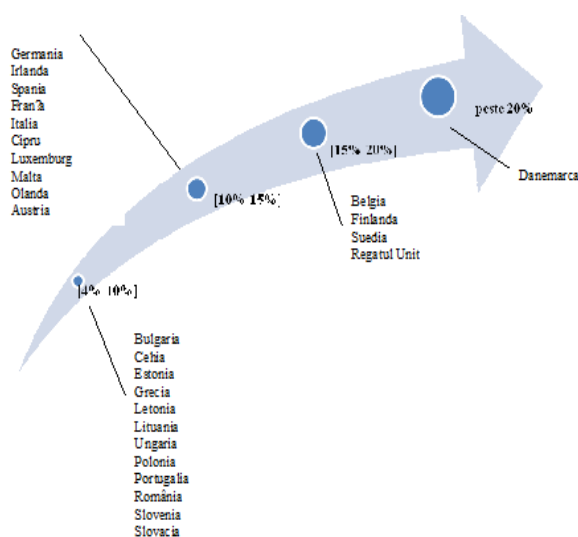 Germania
Irlanda
Spania
Fran?a
Italia
Cipru
Luxemburg
Malta
Olanda
Austria
peste 20%
Danemarca
[15% 20%]
Belgia
Finlanda
Suedia
Regatul Unit
[10% 15%]
[4% 10%]
Bulgaria
Cehia
Estonia
Grecia
Letonia
Lituania
Ungaria
Polonia
Portugalia
România
Slovenia
Slovacia